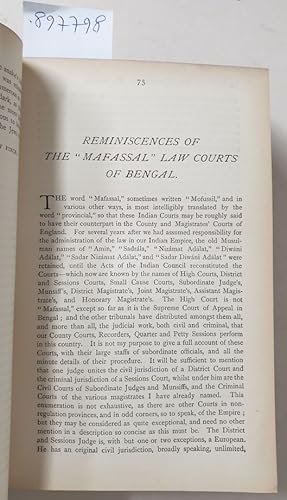 897798
75
REMINISCENCES OF
THE "MAFASSAL" LAW COURTS
OF BENGAL.
THE word "Mafassal," sometimes written "Mofussil," and in
various other ways, is most intelligibly translated by the
word "provincial," so that these Indian Courts may be roughly said
to have their counterpart in the County and Magistrates' Courts of
England. For several years after we had assumed responsibility for
the administration of the law in our Indian Empire, the old Musul-
man names of "Amín," "Sadrála," "Nizámat Adálat," "Díwání
Adálat," "Sadar Nizámat Adálat," and "Sadar Díwání Adálat" were
retained, until the Acts of the Indian Council reconstituted the
Courts—which now are known by the names of High Courts, District
and Sessions Courts, Small Cause Courts, Subordinate Judge's,
Munsiff's, District Magistrate's, Joint Magistrate's, Assistant Magis-
trate's, and Honorary Magistrate's. The High Court is not
"Mafassal," except so far as it is the Supreme Court of Appeal in
Bengal; and the other tribunals have distributed amongst them all,
and more than all, the judicial work, both civil and criminal, that
our County Courts, Recorders, Quarter and Petty Sessions perform
in this country. It is not my purpose to give a full account of these
Courts, with their large staffs of subordinate officials, and all the
minute details of their procedure. It will be sufficient to mention
that one judge unites the civil jurisdiction of a District Court and
the criminal jurisdiction of a Sessions Court, whilst under him are the
Civil Courts of Subordinate Judges and Munsiffs, and the Criminal
Courts of the various magistrates I have already named. This
enumeration is not exhaustive, as there are other Courts in non-
regulation provinces, and in odd corners, so to speak, of the Empire;
but they may be considered as quite exceptional, and need no other
mention in a description so concise as this must be. The District
and Sessions Judge is, with but one or two exceptions, a European.
He has an original civil jurisdiction, broadly speaking, unlimited,